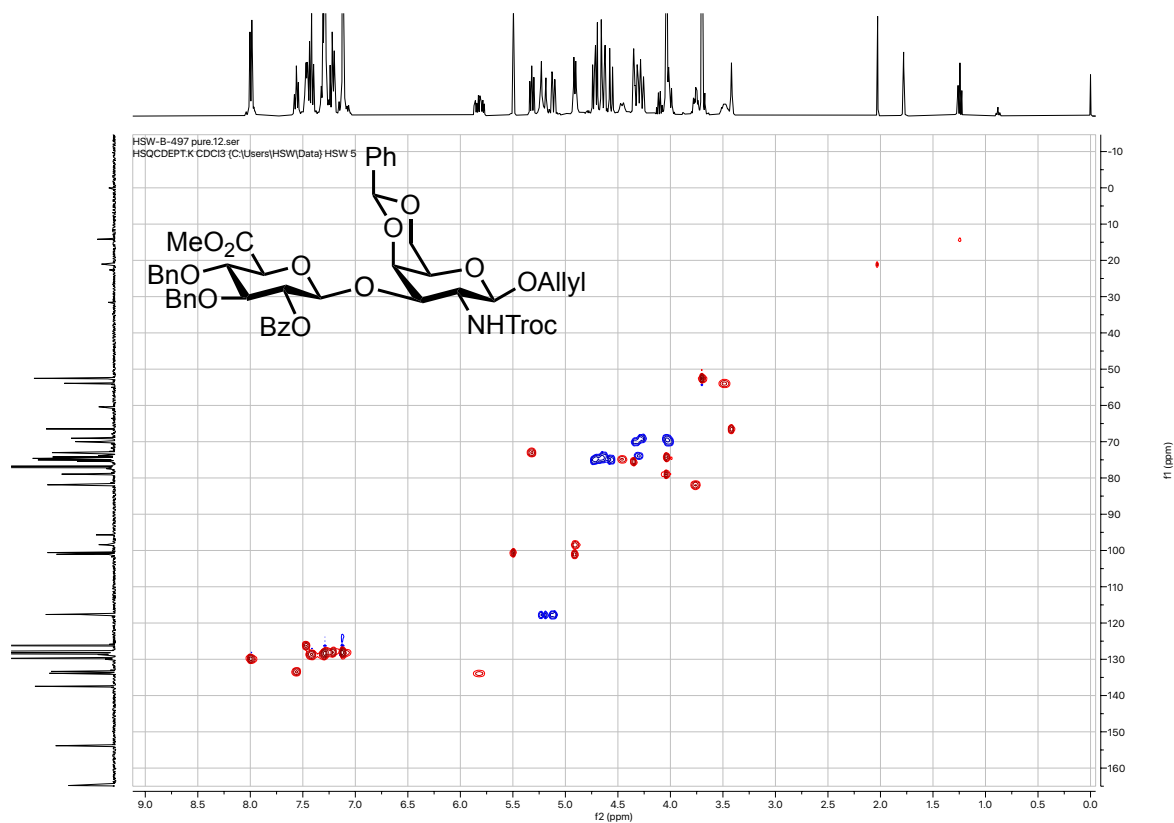 HSW-B-497 pure.12.ser
HSQCDEPT.K CDCl3 {C:\Users\HSW\Data} HSW 5
Ph
O
O
MeO2C
BnO
BnO
O
BzO
O
O
OAllyl
NHTroc
-10
0
10
20
30
40
50
60
70
80
90
100
110
120
130
140
150
160
f1 (ppm)
9.0 8.5 8.0 7.5 7.0 6.5 6.0 5.5 5.0 4.5 4.0 3.5 3.0 2.5 2.0 1.5 1.0 0.5 0.0
f2 (ppm)